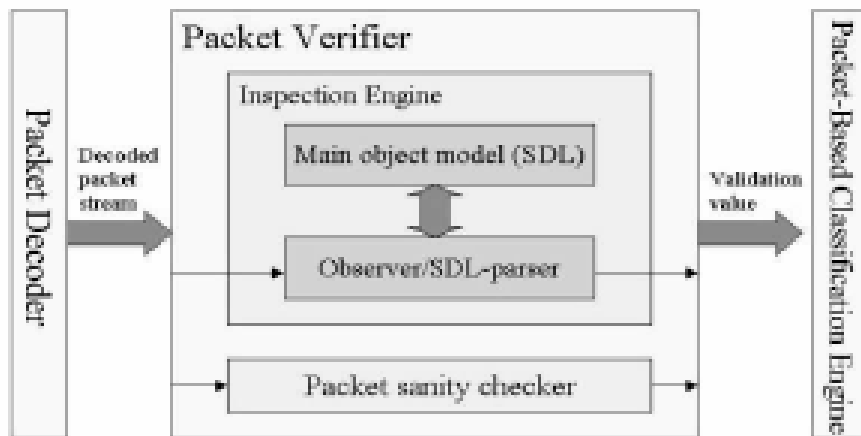 Packet Decoder
Decoded
packet
stream
Packet Verifier
Inspection Engine
Main object model (SDL)
Observer/SDL-parser
Packet sanity checker
Validation
value
Packet-Based Classification Engine